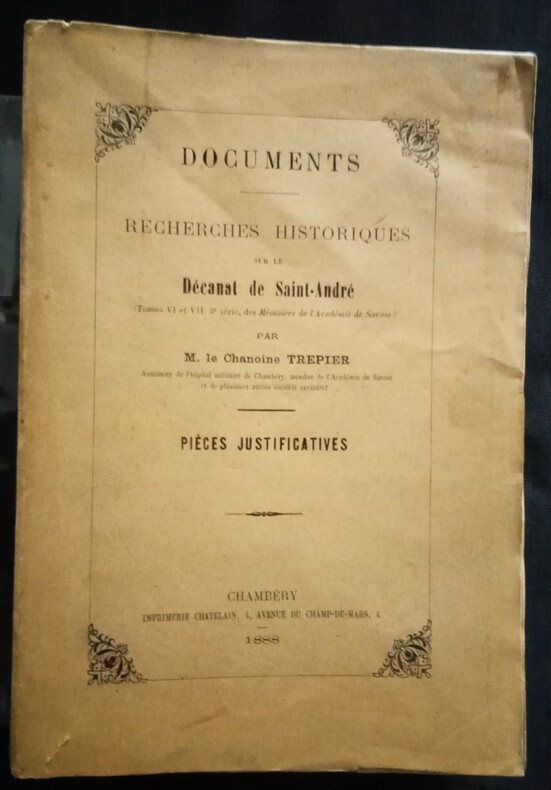 DOCUMENTS
RECHERCHES HISTORIQUES
SUR LE
Décanat de Saint-André
(Tomes VI et VII, 3e série, des Mémoires de l'Académie de Savoie.)
PAR
M. le Chanoine TREPIER
Aumônier de l'hôpital militaire de Chambéry, membre de l'Académie de Savoie
et de plusieurs autres sociétés savantes
PIÈCES JUSTIFICATIVES
CHAMBÉRY
IMPRIMERIE CHATELAIN, 4, AVENUE DU CHAMP-DE-MARS, 4
1888